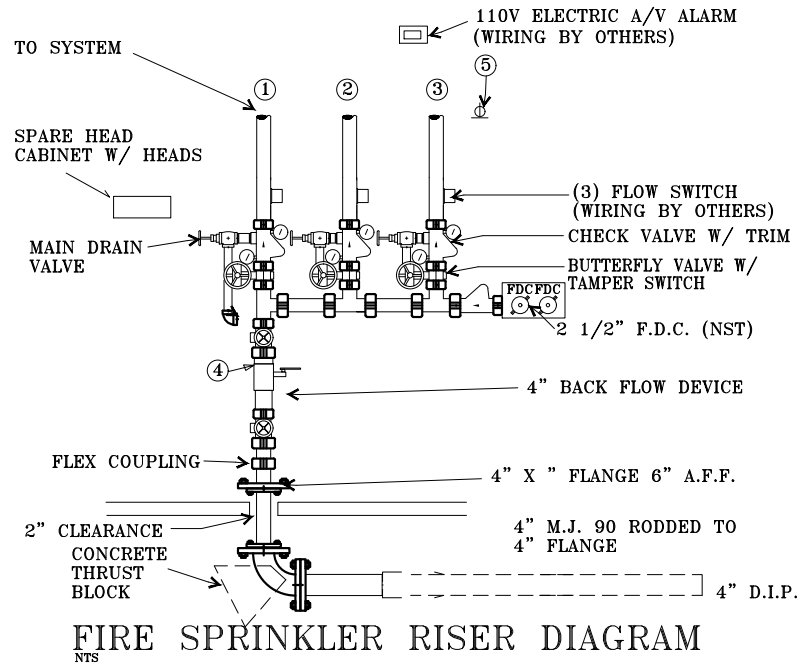 110V ELECTRIC A/V ALARM
(WIRING BY OTHERS)
TO SYSTEM
1
2
3
5
SPARE HEAD
CABINET W/ HEADS
(3) FLOW SWITCH
(WIRING BY OTHERS)
MAIN DRAIN
VALVE
CHECK VALVE W/ TRIM
BUTTERFLY VALVE W/
TAMPER SWITCH
FDC FDC
2 1/2" F.D.C. (NST)
4
4" BACK FLOW DEVICE
FLEX COUPLING
4" X " FLANGE 6" A.F.F.
2" CLEARANCE
4" M.J. 90 RODDED TO
4" FLANGE
CONCRETE
THRUST
BLOCK
4" D.I.P.
FIRE SPRINKLER RISER DIAGRAM
NTS